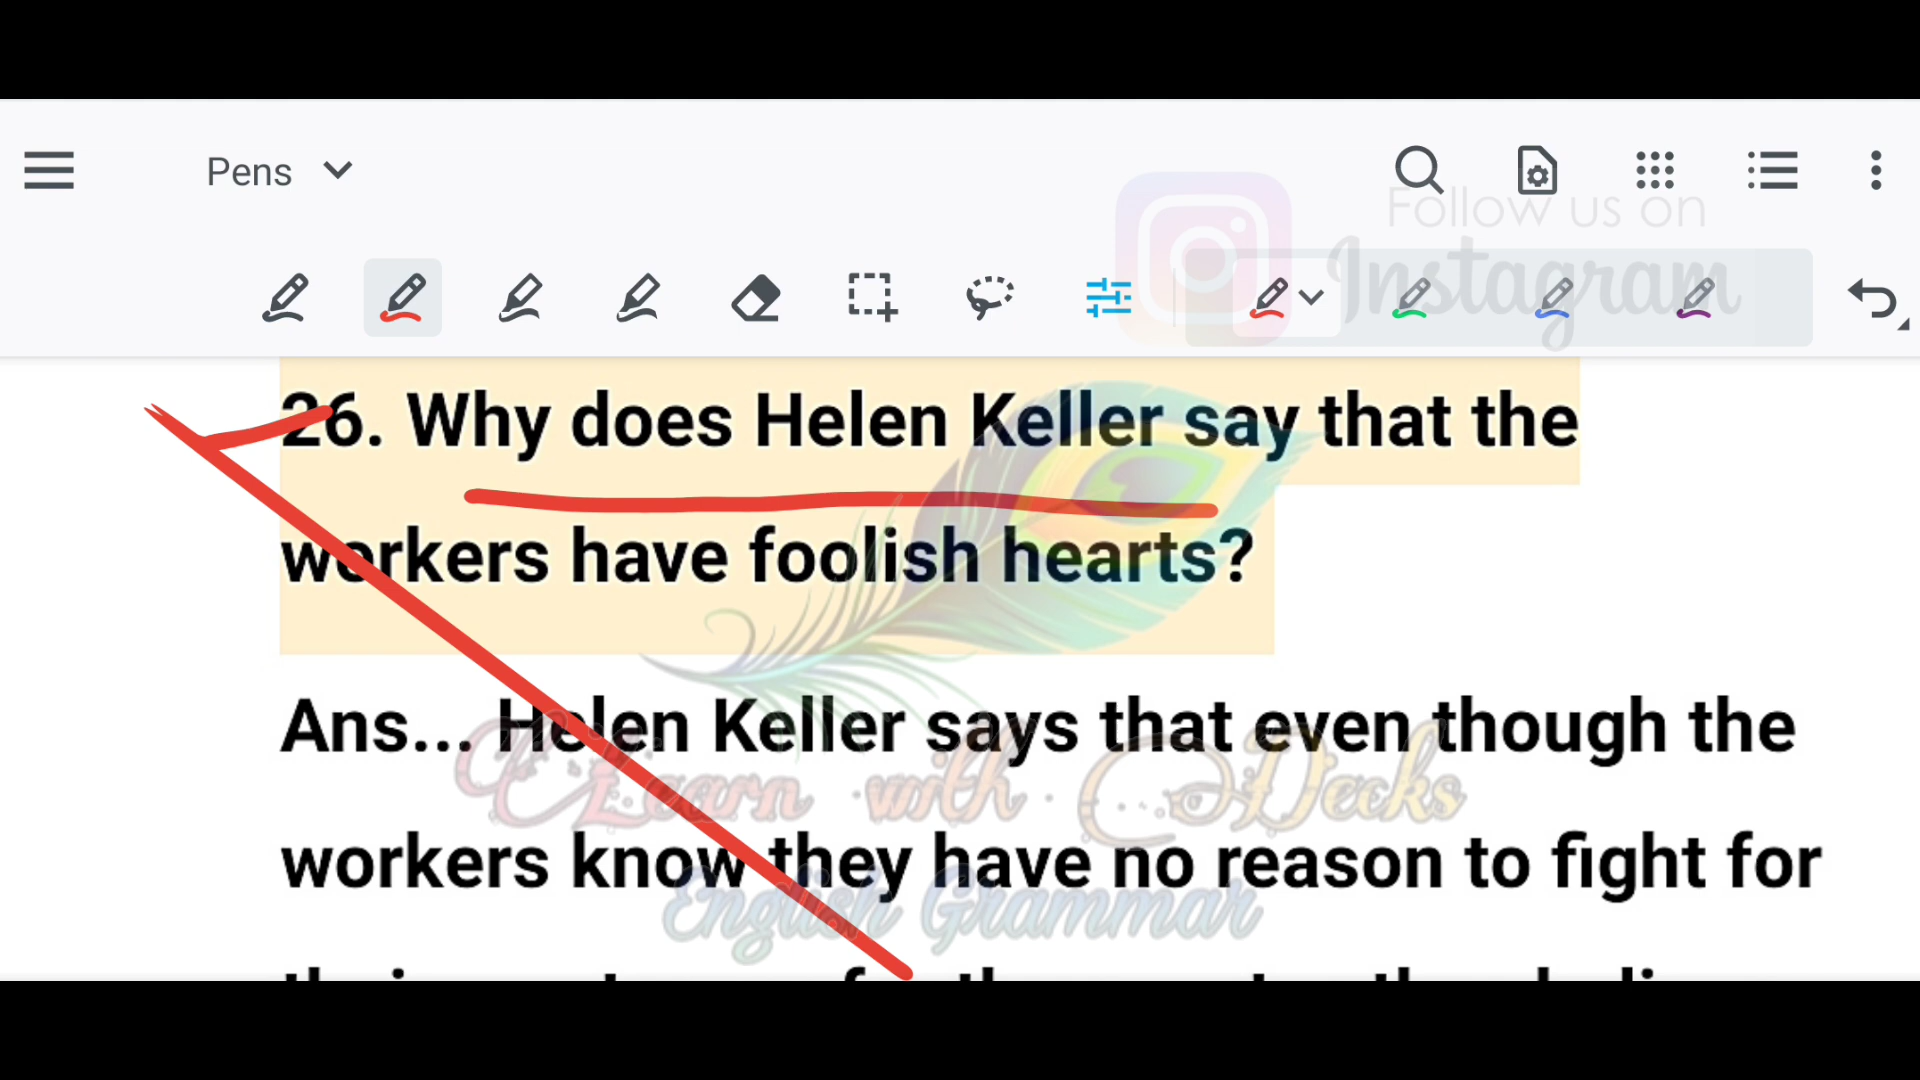 Pens
Follow us on
Instagram
26. Why does Helen Keller say that the
workers have foolish hearts?
Ans... Helen Keller says that even though the
Learn with Decks
workers know they have no reason to fight for
English Grammar